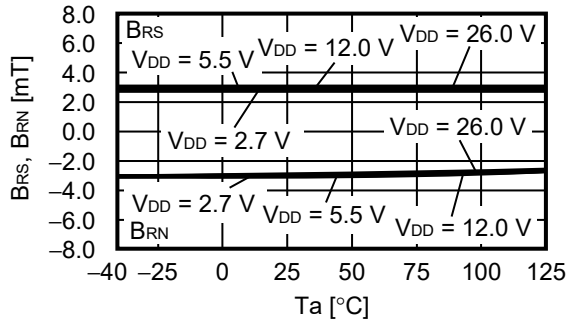 BRS, BRN [mT]
8.0
6.0
4.0
2.0
0.0
−2.0
−4.0
−6.0
−8.0
BRS
VDD = 26.0 V
VDD = 12.0 V
VDD = 5.5 V
VDD = 2.7 V
VDD = 26.0 V
VDD = 2.7 V
VDD = 5.5 V
VDD = 12.0 V
BRN
−40 −25 0 25 50 75 100 125
Ta [°C]